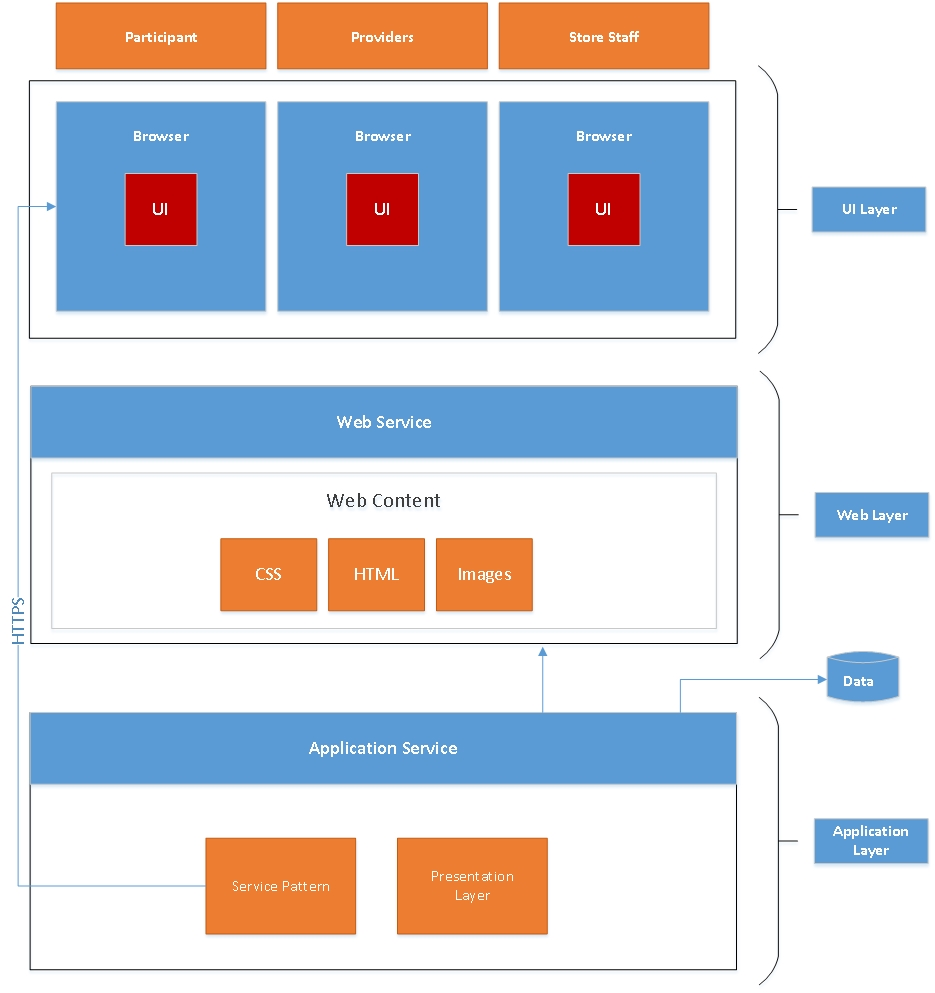 Participant
Providers
Store Staff
Browser
Browser
Browser
UI
UI
UI
UI Layer
Web Service
Web Content
CSS
HTML
Images
Web Layer
HTTPS
Data
Application Service
Service Pattern
Presentation
Layer
Application
Layer